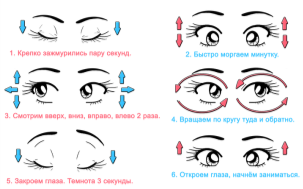 1. Крепко зажмурились пару секунд.
2. Быстро моргаем минутку.
3. Смотрим вверх, вниз, вправо, влево 2 раза.
4. Вращаем по кругу туда и обратно.
5. Закроем глаза. Темнота 3 секунды.
6. Откроем глаза, начнём заниматься.